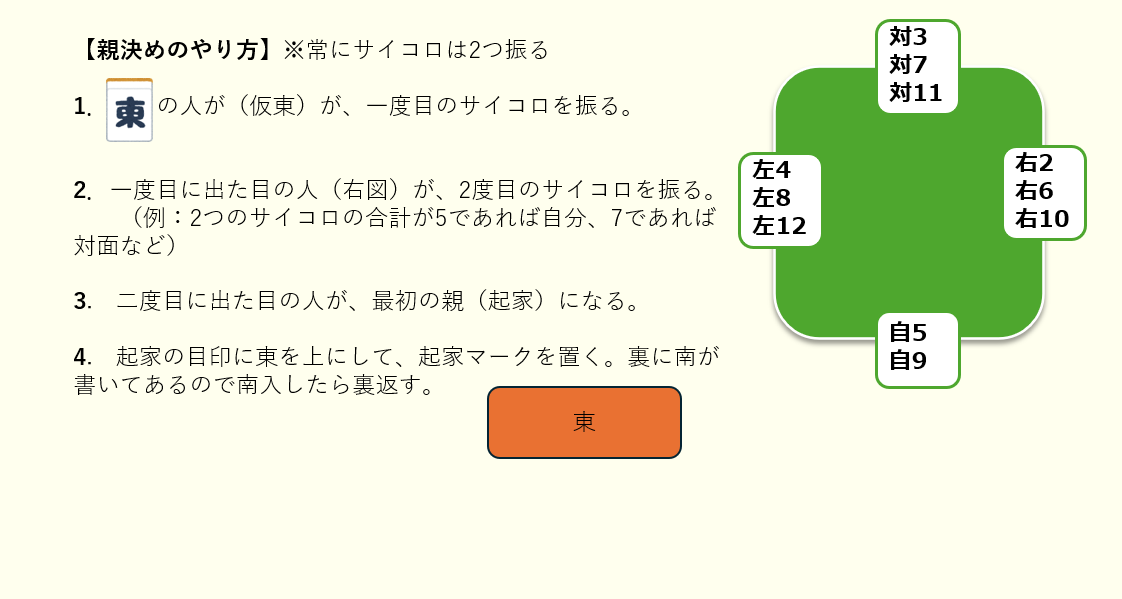 【親決めのやり方】※常にサイコロは2つ振る
1. 東の人が（仮東）が、一度目のサイコロを振る。
2. 一度目に出た目の人（右図）が、2度目のサイコロを振る。
（例：2つのサイコロの合計が5であれば自分、7であれば
対面など）
3. 二度目に出た目の人が、最初の親（起家）になる。
4. 起家の目印に東を上にして、起家マークを置く。裏に南が
書いてあるので南入したら裏返す。
東
対3
対7
対11
左4
左8
左12
右2
右6
右10
自5
自9